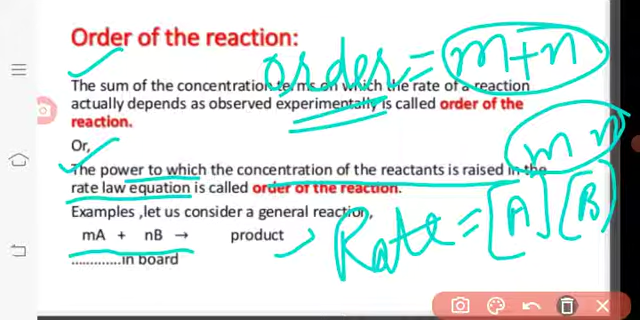 Order of the reaction:
order = m+n
The sum of the concentration terms on which the rate of a reaction
actually depends as observed experimentally is called order of the
reaction.
Or,
The power to which the concentration of the reactants is raised in the
rate law equation is called order of the reaction.
Examples ,let us consider a general reaction,
mA + nB → product
..............in board
m n
Rate = [A] [B]